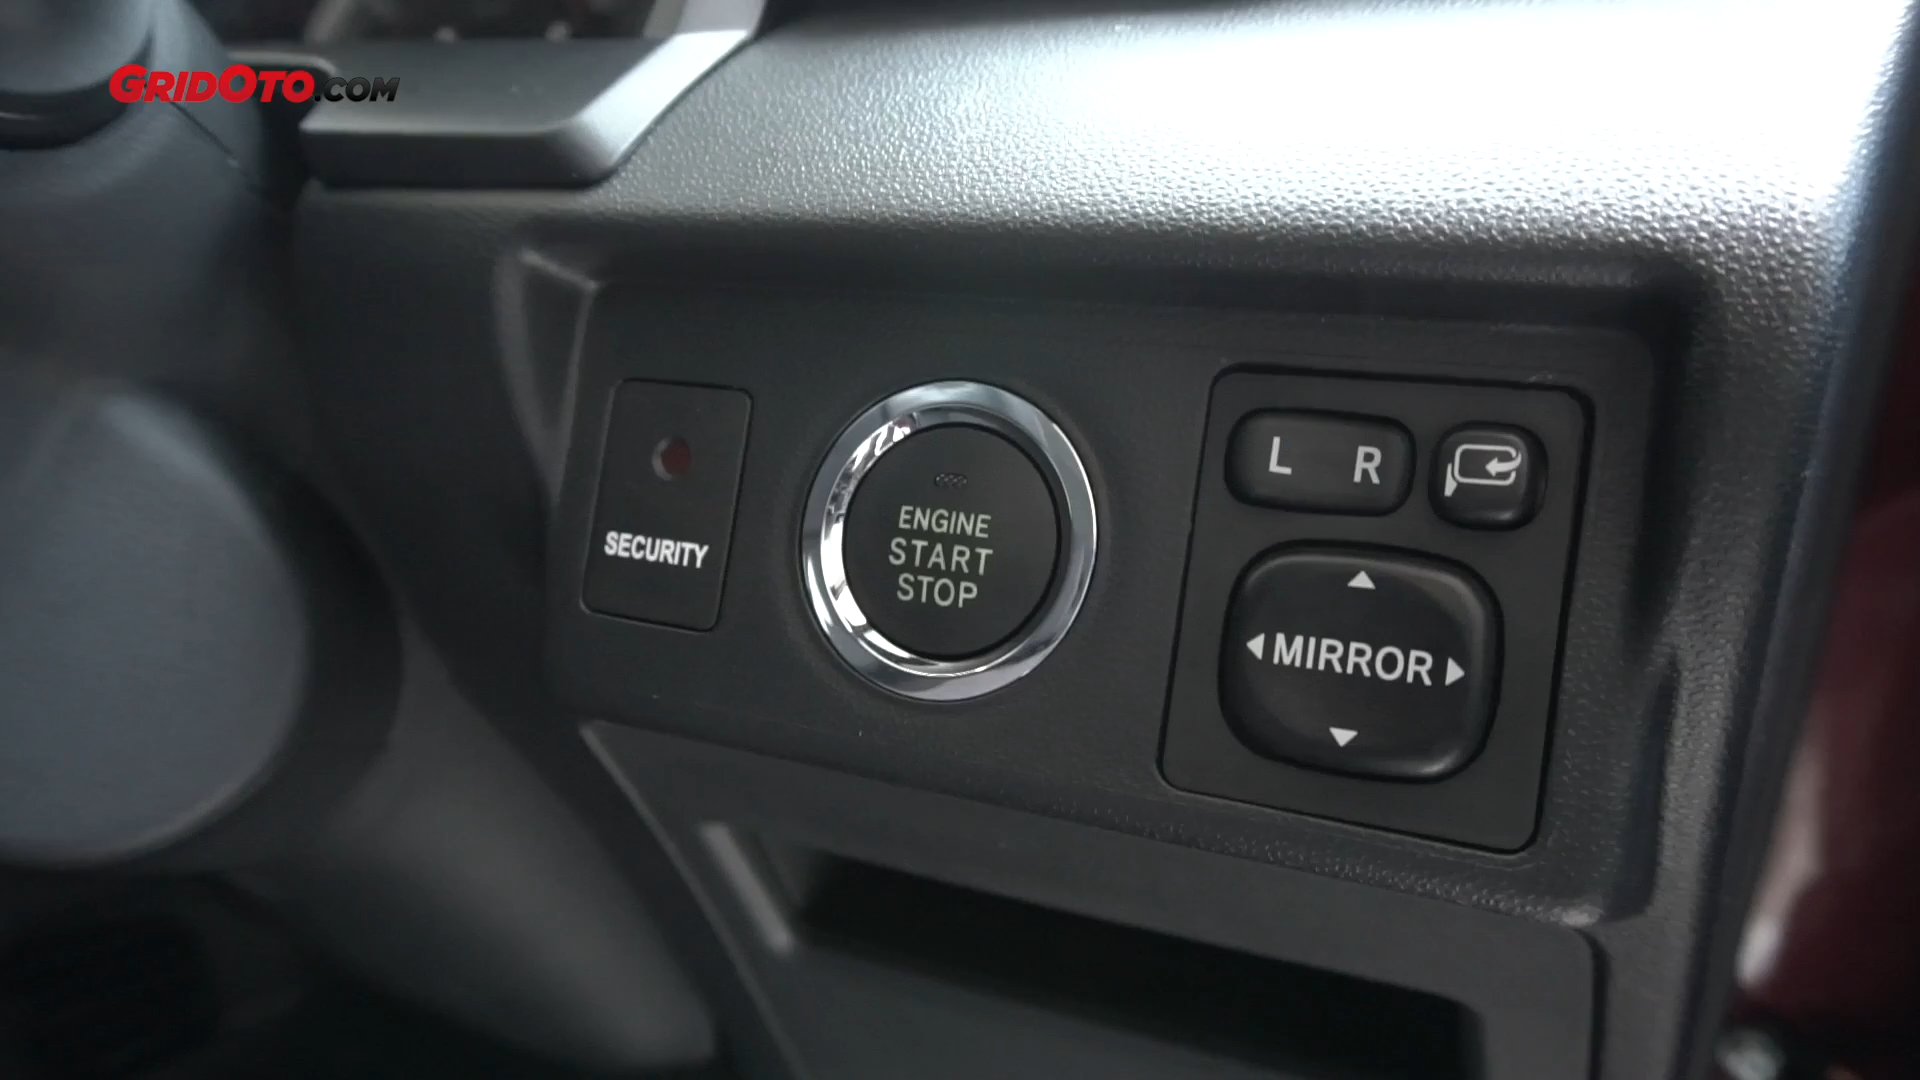 GRIDOTO.COM
SECURITY
ENGINE
START
STOP
L R
MIRROR